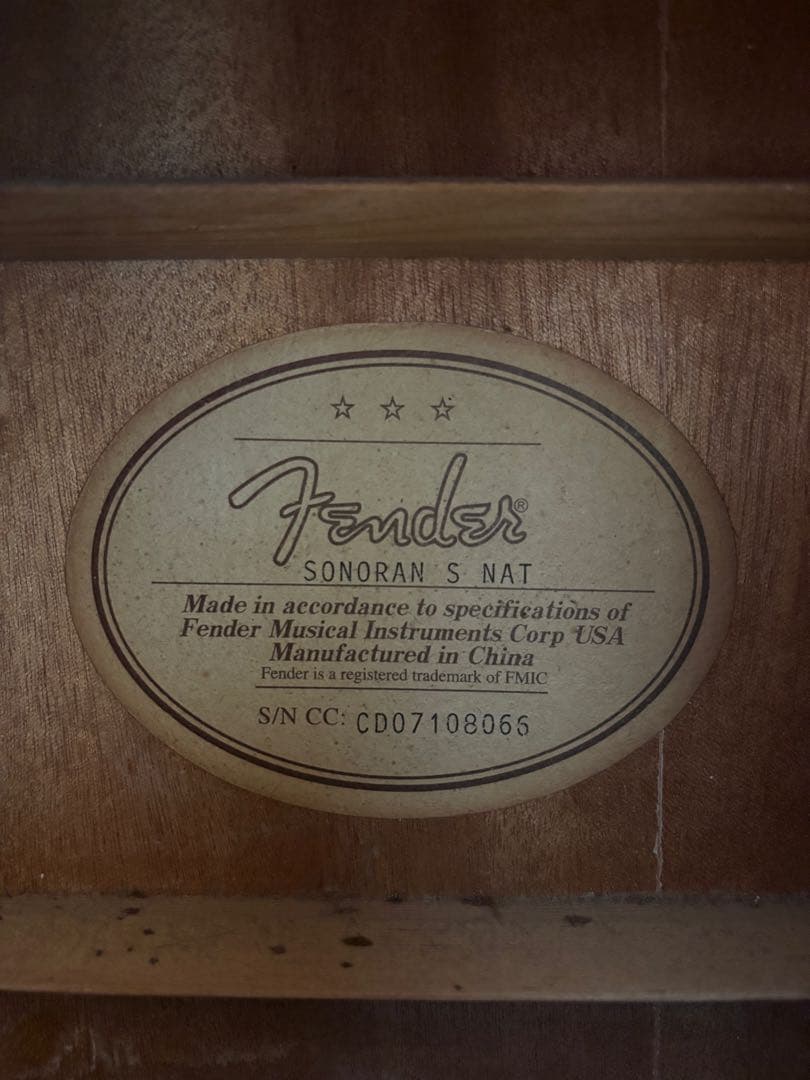 ☆ ☆ ☆
Fender®
SONORAN S NAT
Made in accordance to specifications of
Fender Musical Instruments Corp USA
Manufactured in China
Fender is a registered trademark of FMIC
S/N CC: CD07108066